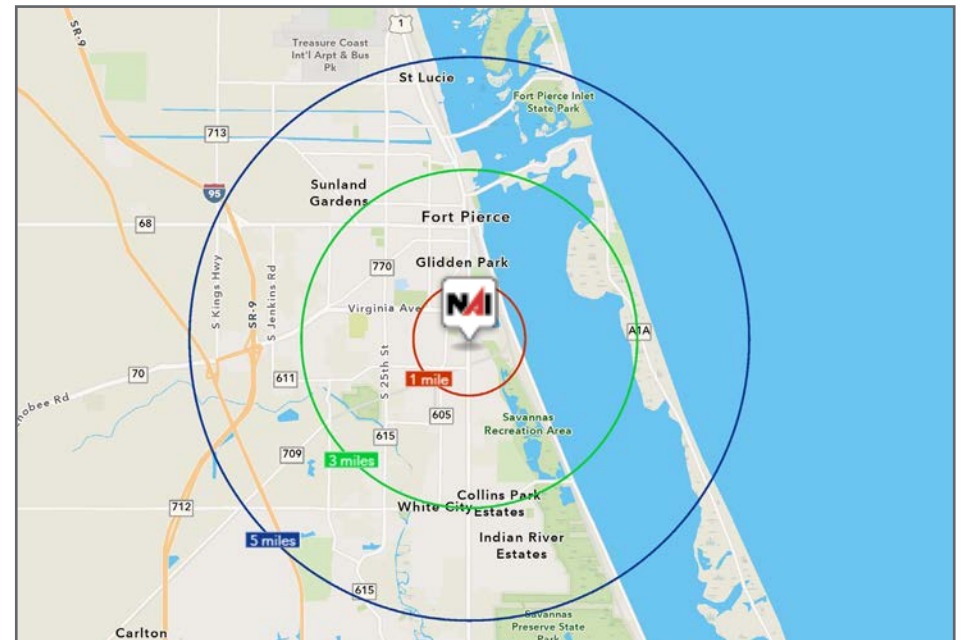 SR-9
1
Treasure Coast
Int'l Arpt & Bus
Pk
St Lucie
Fort Pierce Inlet
State Park
713
95
Sunland
Gardens
68
Fort Pierce
770
Glidden Park
NAI
S Kings Hwy
SR-9
S Jenkins Rd
Virginia Ave
A1A
S 25th St
70
611
1 mile
605
Savannas
Recreation Area
615
709
3 miles
712
White City
Collins Park
Estates
5 miles
Indian River
Estates
615
Savannas
Preserve State
Park
Carlton